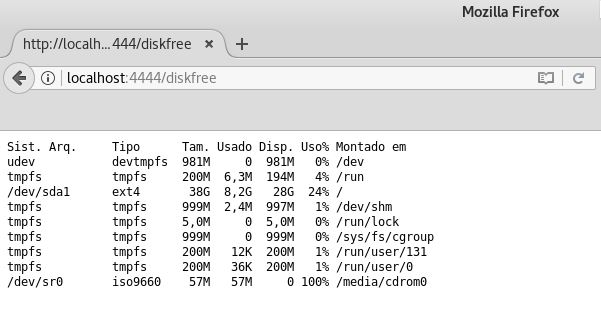 Mozilla Firefox
http://localh... 444/diskfree × +
localhost:4444/diskfree
Sist. Arq. Tipo Tam. Usado Disp. Uso% Montado em
udev devtmpfs 981M 0 981M 0% /dev
tmpfs tmpfs 200M 6,3M 194M 4% /run
/dev/sda1 ext4 38G 8,2G 28G 24% /
tmpfs tmpfs 999M 2,4M 997M 1% /dev/shm
tmpfs tmpfs 5,0M 0 5,0M 0% /run/lock
tmpfs tmpfs 999M 0 999M 0% /sys/fs/cgroup
tmpfs tmpfs 200M 12K 200M 1% /run/user/131
tmpfs tmpfs 200M 36K 200M 1% /run/user/0
/dev/sr0 iso9660 57M 57M 0 100% /media/cdrom0